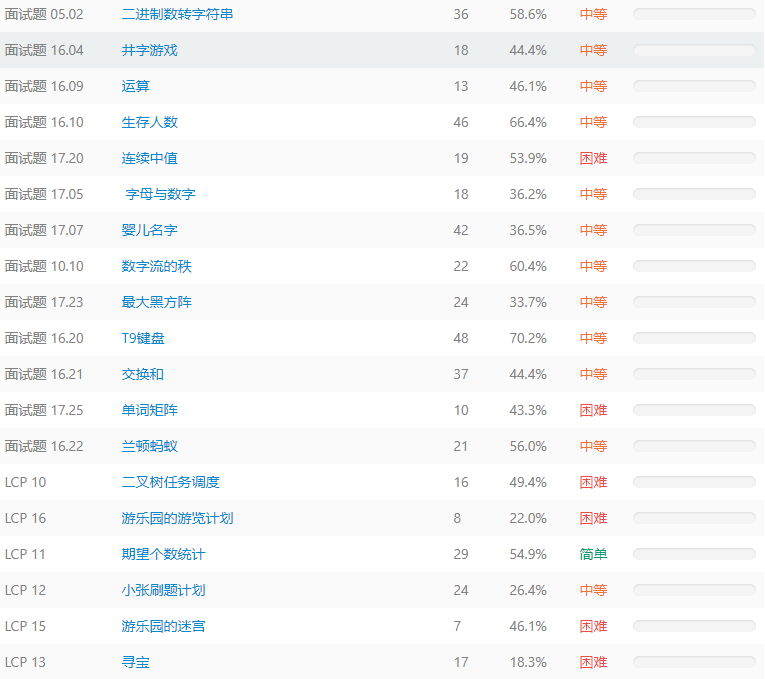 面试题 05.02 二进制数转字符串 36 58.6% 中等
面试题 16.04 井字游戏 18 44.4% 中等
面试题 16.09 运算 13 46.1% 中等
面试题 16.10 生存人数 46 66.4% 中等
面试题 17.20 连续中值 19 53.9% 困难
面试题 17.05 字母与数字 18 36.2% 中等
面试题 17.07 婴儿名字 42 36.5% 中等
面试题 10.10 数字流的秩 22 60.4% 中等
面试题 17.23 最大黑方阵 24 33.7% 中等
面试题 16.20 T9键盘 48 70.2% 中等
面试题 16.21 交换和 37 44.4% 中等
面试题 17.25 单词矩阵 10 43.3% 困难
面试题 16.22 兰顿蚂蚁 21 56.0% 中等
LCP 10 二叉树任务调度 16 49.4% 困难
LCP 16 游乐园的游览计划 8 22.0% 困难
LCP 11 期望个数统计 29 54.9% 简单
LCP 12 小张刷题计划 24 26.4% 中等
LCP 15 游乐园的迷宫 7 46.1% 困难
LCP 13 寻宝 17 18.3% 困难